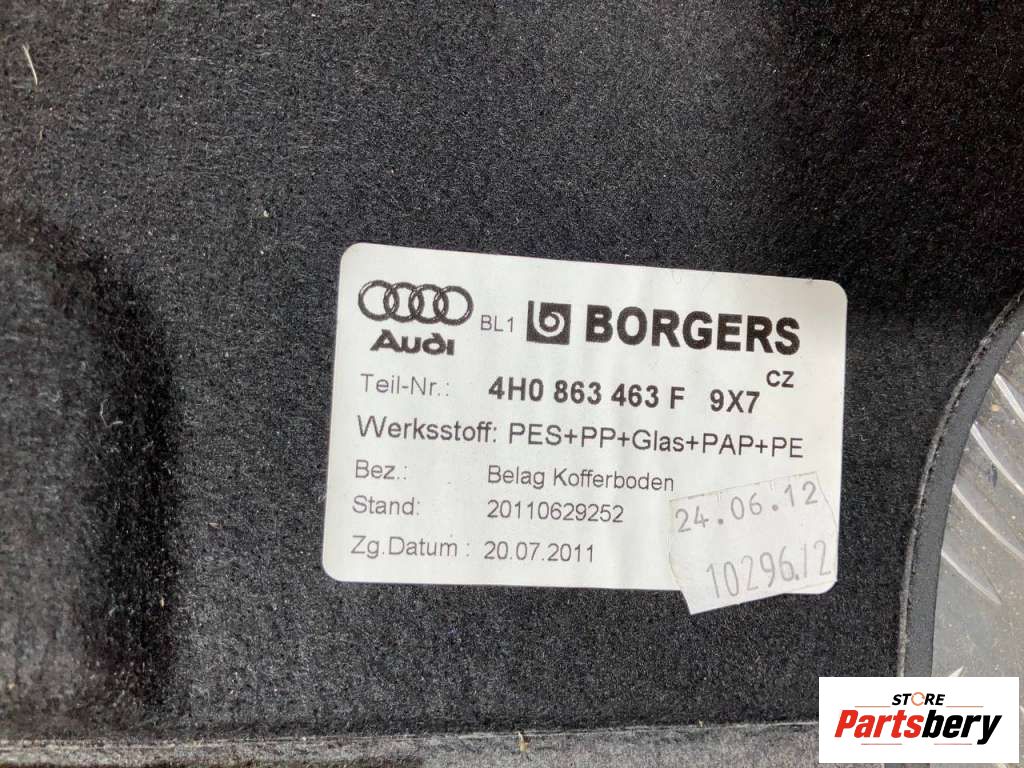 Audi
BL1 BORGERS
CZ
Teil-Nr.: 4H0 863 463 F 9X7
Werksstoff: PES+PP+Glas+PAP+PE
Bez.: Belag Kofferboden
Stand: 20110629252
Zg.Datum : 20.07.2011
24.06.12
10296./2
STORE
Partsbery